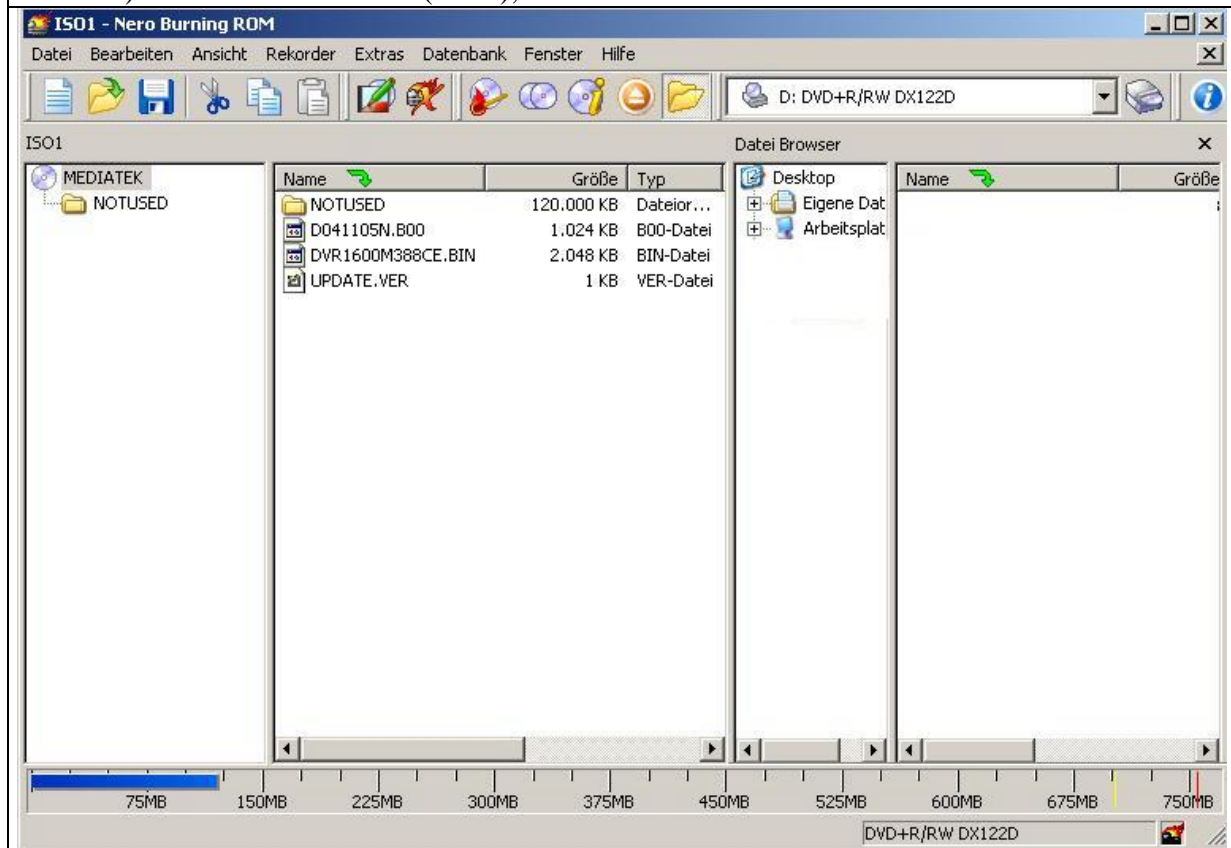 ISO1 - Nero Burning ROM
Datei Bearbeiten Ansicht Rekorder Extras Datenbank Fenster Hilfe
D: DVD+R/RW DX122D
ISO1
Datei Browser
MEDIATEK
NOTUSED
Name Größe Typ
NOTUSED 120.000 KB Dateior...
D041105N.B00 1.024 KB B00-Datei
DVR1600M388CE.BIN 2.048 KB BIN-Datei
UPDATE.VER 1 KB VER-Datei
Desktop
Eigene Dat
Arbeitsplat
Name Größe
75MB 150MB 225MB 300MB 375MB 450MB 525MB 600MB 675MB 750MB
DVD+R/RW DX122D